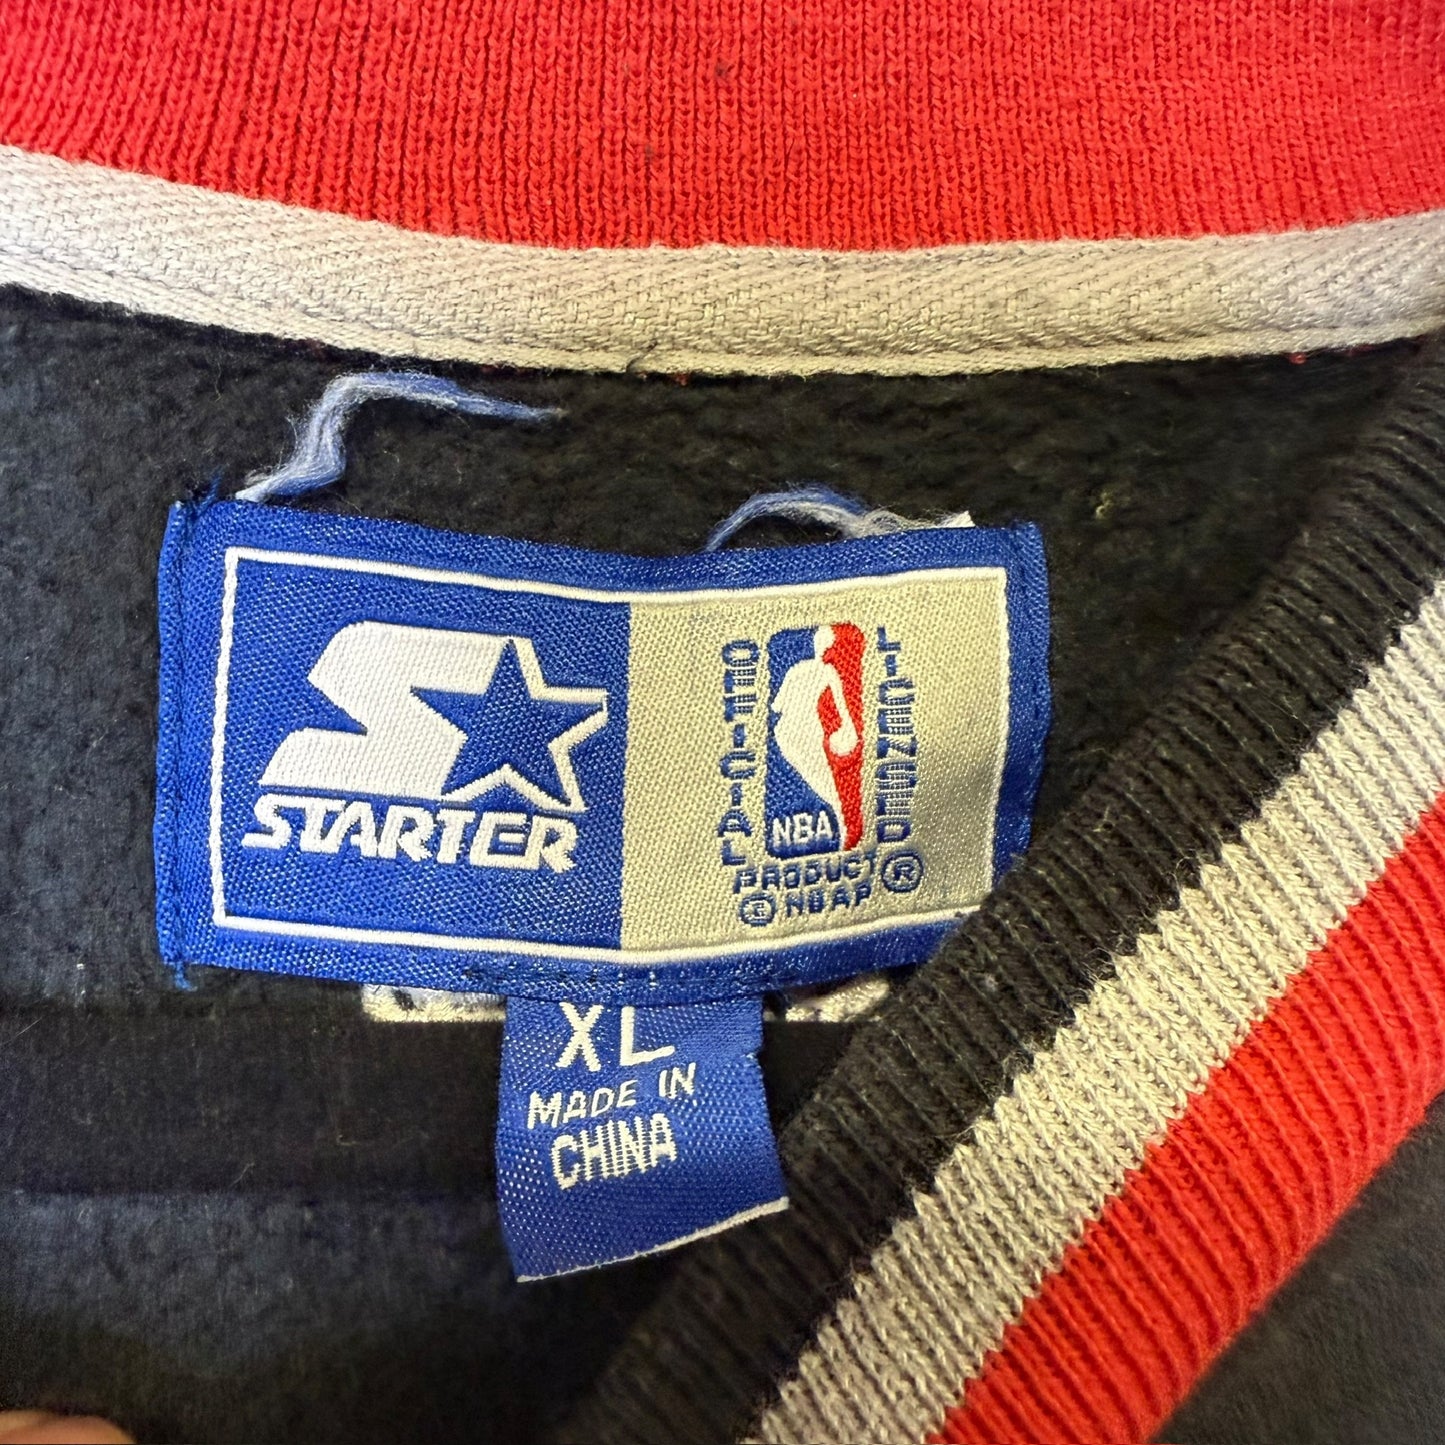 STARTER
OFFICIAL
LICENSED
NBA
PRODUCT ®
© NBAP
XL
MADE IN
CHINA